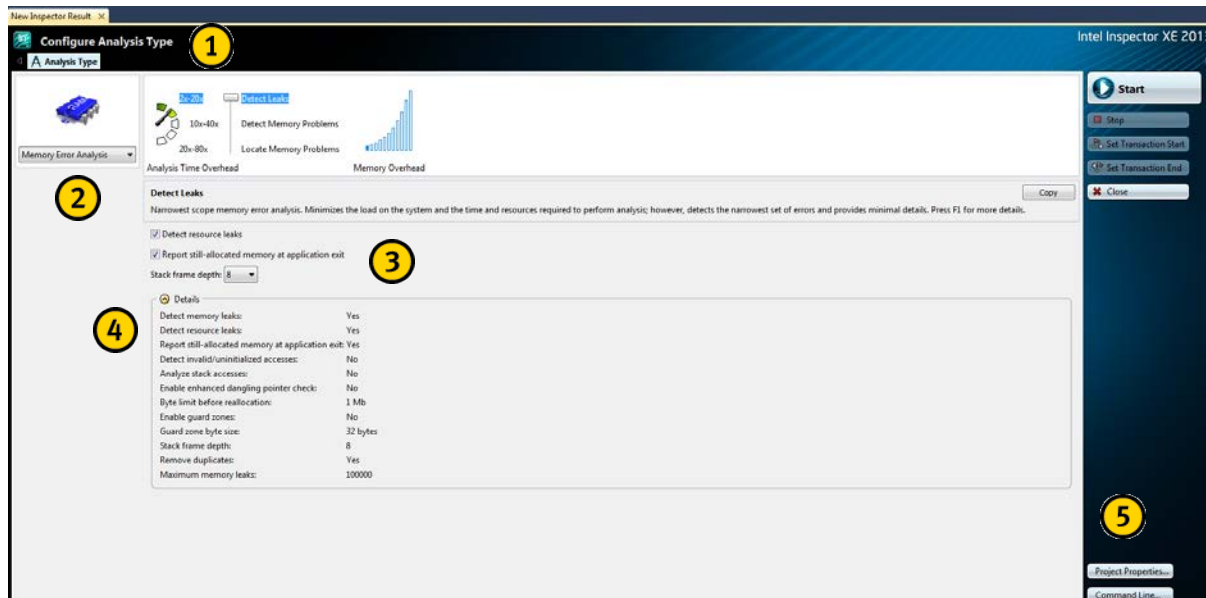 New Inspector Result
Configure Analysis Type
1
Intel Inspector XE 201
Analysis Type
Memory Error Analysis
2
2x-20x Detect Leaks
10x-40x Detect Memory Problems
20x-80x Locate Memory Problems
Analysis Time Overhead Memory Overhead
Detect Leaks
Copy
Narrowest scope memory error analysis. Minimizes the load on the system and the time and resources required to perform analysis; however, detects the narrowest set of errors and provides minimal details. Press F1 for more details.
Detect resource leaks
Report still-allocated memory at application exit
3
Stack frame depth: 8
4
Details
Detect memory leaks: Yes
Detect resource leaks: Yes
Report still-allocated memory at application exit: Yes
Detect invalid/uninitialized accesses: No
Analyze stack accesses: No
Enable enhanced dangling pointer check: No
Byte limit before reallocation: 1 Mb
Enable guard zones: No
Guard zone byte size: 32 bytes
Stack frame depth: 8
Remove duplicates: Yes
Maximum memory leaks: 100000
Start
Stop
Set Transaction Start
Set Transaction End
Close
5
Project Properties...
Command Line...